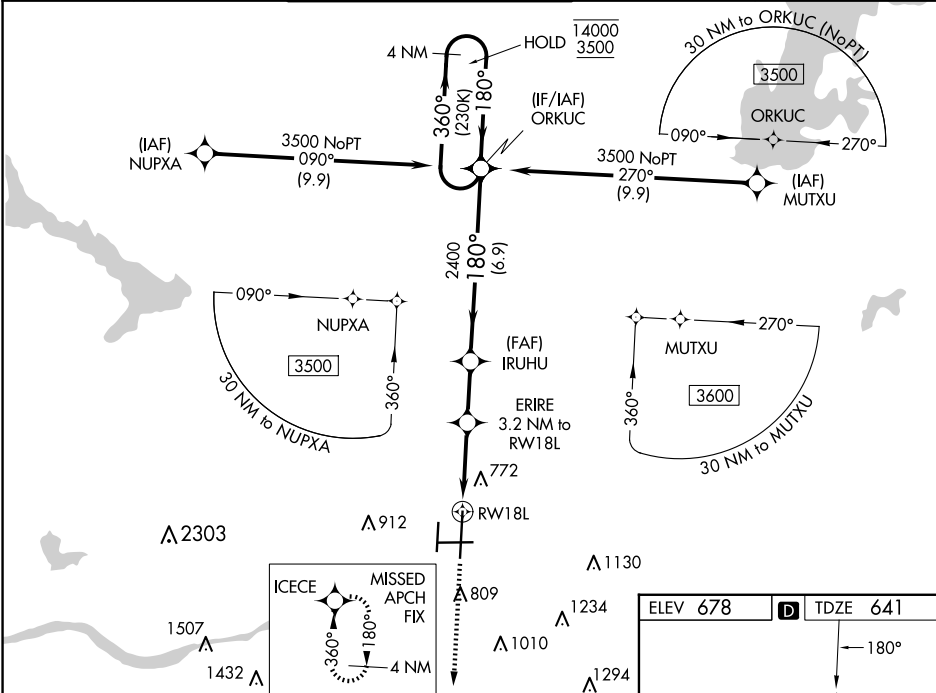 4 NM
HOLD
14000
3500
360°
(230K)
180°
(IF/IAF)
ORKUC
30 NM to ORKUC (NoPT)
3500
ORKUC
090°
270°
(IAF)
NUPXA
3500 NoPT
090°
(9.9)
3500 NoPT
270°
(9.9)
(IAF)
MUTXU
2400
180°
(6.9)
090°
NUPXA
3500
360°
30 NM to NUPXA
270°
MUTXU
3600
360°
30 NM to MUTXU
(FAF)
IRUHU
ERIRE
3.2 NM to
RW18L
772
RW18L
912
2303
1130
809
1234
1010
1294
1507
1432
ICECE
MISSED
APCH
FIX
360°
180°
4 NM
ELEV 678
D
TDZE 641
180°